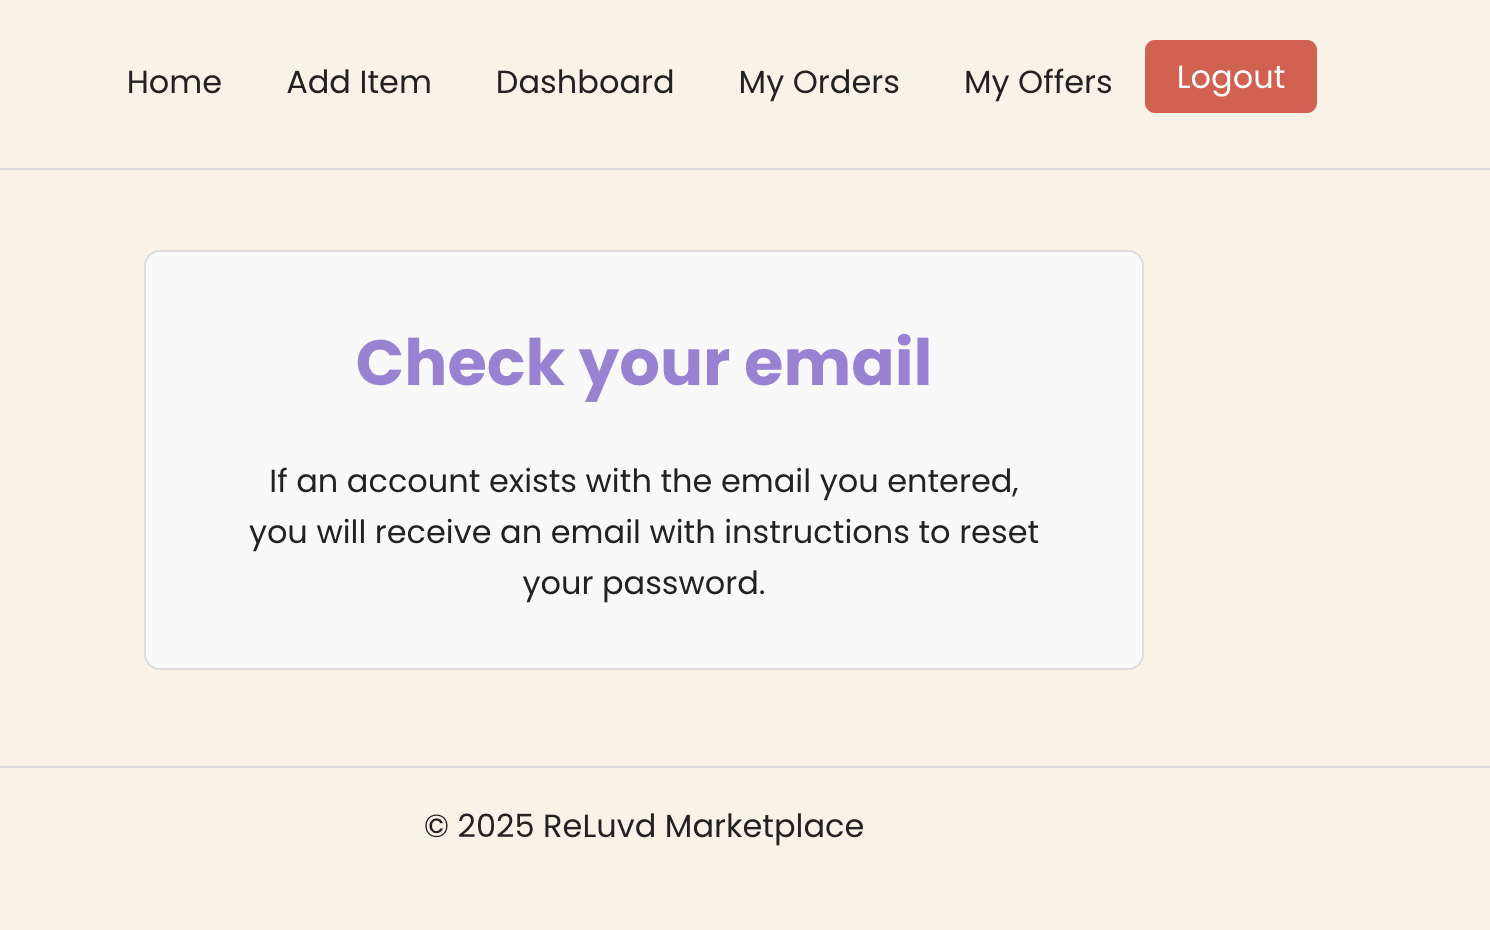 Home Add Item Dashboard My Orders My Offers Logout
Check your email
If an account exists with the email you entered,
you will receive an email with instructions to reset
your password.
© 2025 ReLuvd Marketplace